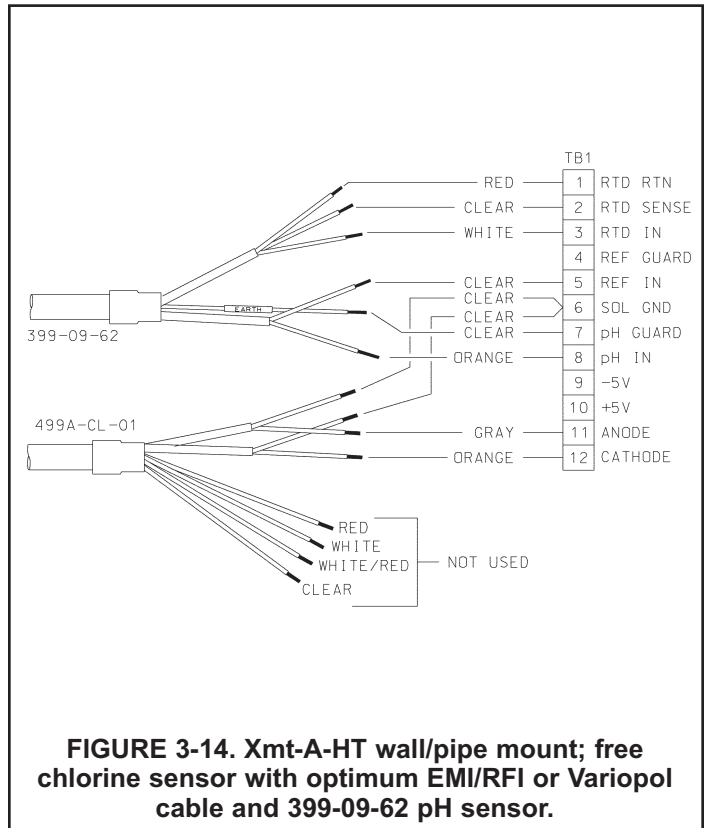 TB1
RED 1 RTD RTN
CLEAR 2 RTD SENSE
WHITE 3 RTD IN
4 REF GUARD
CLEAR 5 REF IN
CLEAR 6 SOL GND
CLEAR
CLEAR 7 pH GUARD
ORANGE 8 pH IN
9 -5V
10 +5V
GRAY 11 ANODE
ORANGE 12 CATHODE
EARTH
399-09-62
499A-CL-01
RED
WHITE
WHITE/RED
CLEAR
NOT USED
FIGURE 3-14. Xmt-A-HT wall/pipe mount; free
chlorine sensor with optimum EMI/RFI or Variopol
cable and 399-09-62 pH sensor.